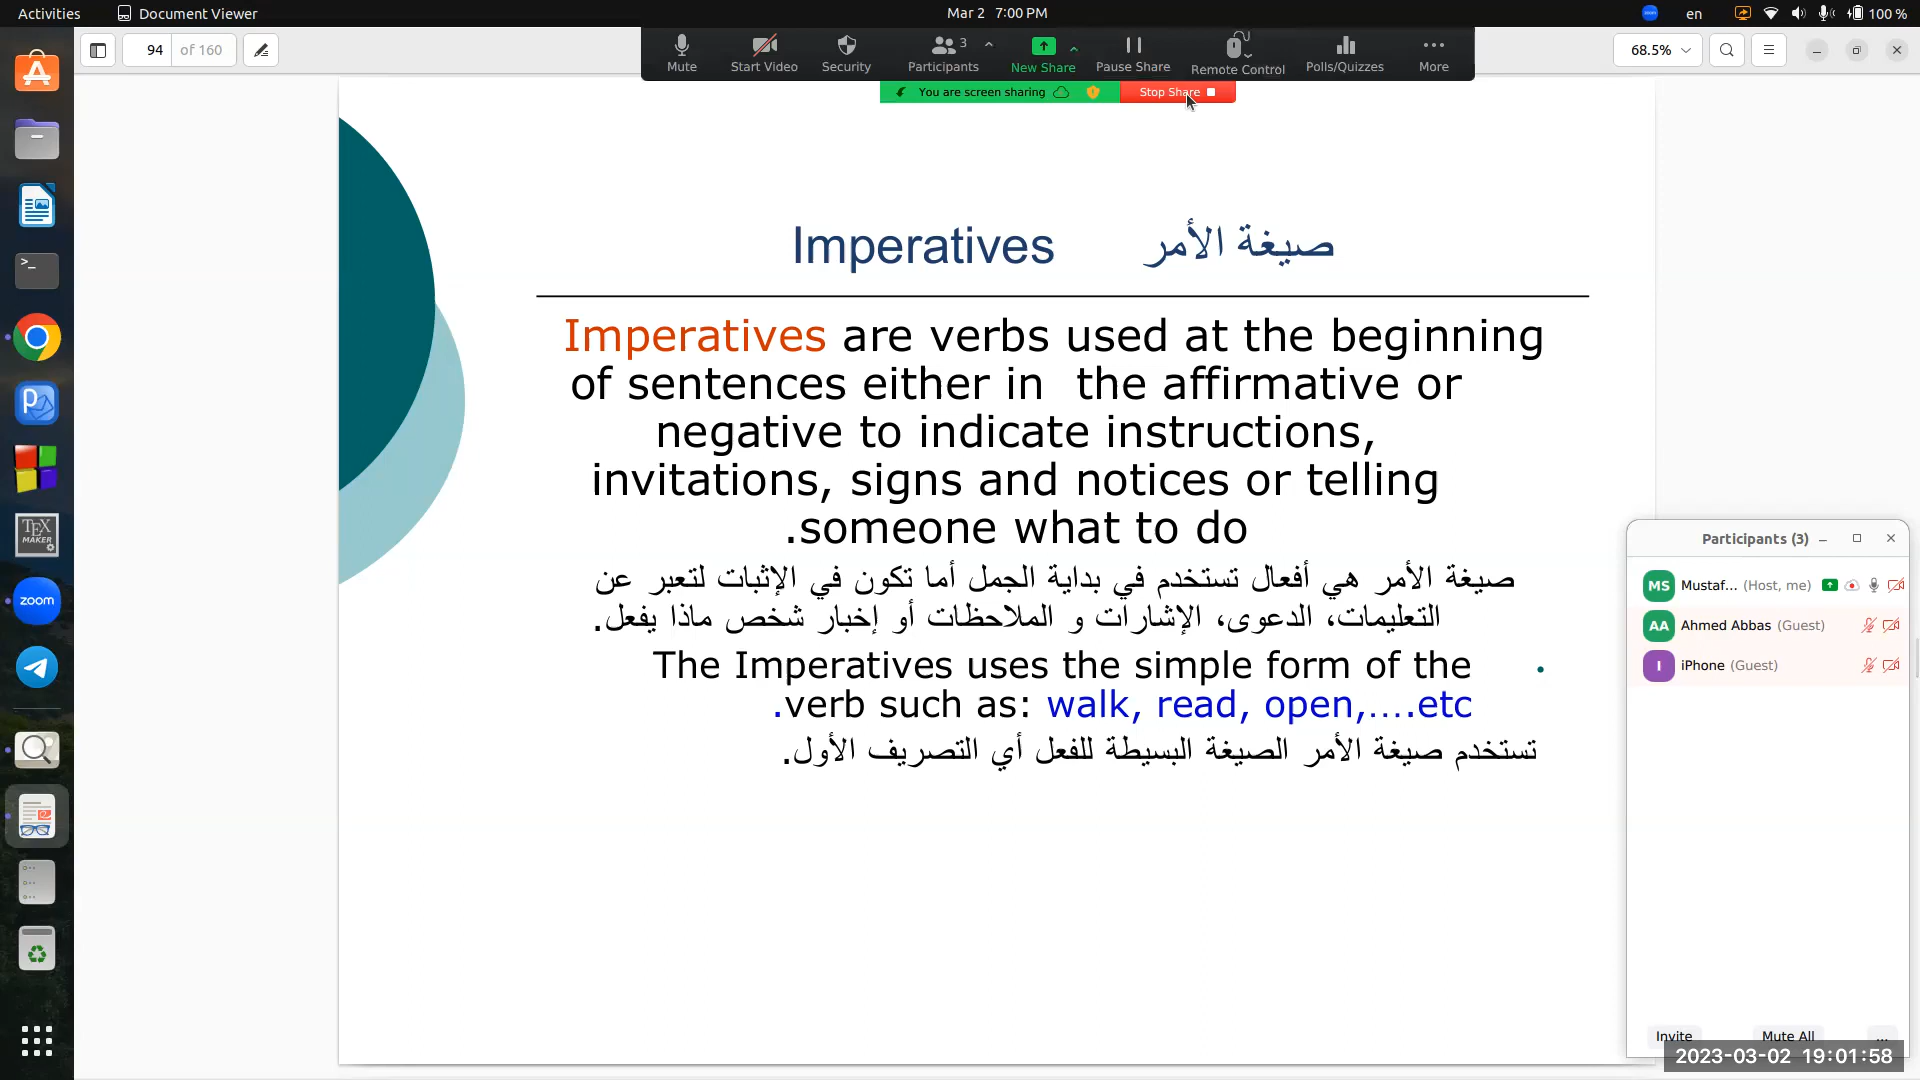 Activities
Document Viewer
Mar 2 7:00 PM
en
100 %
94 of 160
68.5%
Mute
Start Video
Security
Participants 3
New Share
Pause Share
Remote Control
Polls/Quizzes
More
You are screen sharing
Stop Share
Imperatives صيغة الأمر
Imperatives are verbs used at the beginning
of sentences either in the affirmative or
negative to indicate instructions,
invitations, signs and notices or telling
.someone what to do
صيغة الأمر هي أفعال تستخدم في بداية الجمل أما تكون في الإثبات لتعبر عن
التعليمات، الدعوى، الإشارات و الملاحظات أو إخبار شخص ماذا يفعل.
• The Imperatives uses the simple form of the
.verb such as: walk, read, open,….etc
تستخدم صيغة الأمر الصيغة البسيطة للفعل أي التصريف الأول.
>_
P
TEX
MAKER
zoom
Participants (3)
MS Mustaf... (Host, me)
AA Ahmed Abbas (Guest)
I iPhone (Guest)
Invite
Mute All
...
2023-03-02 19:01:58